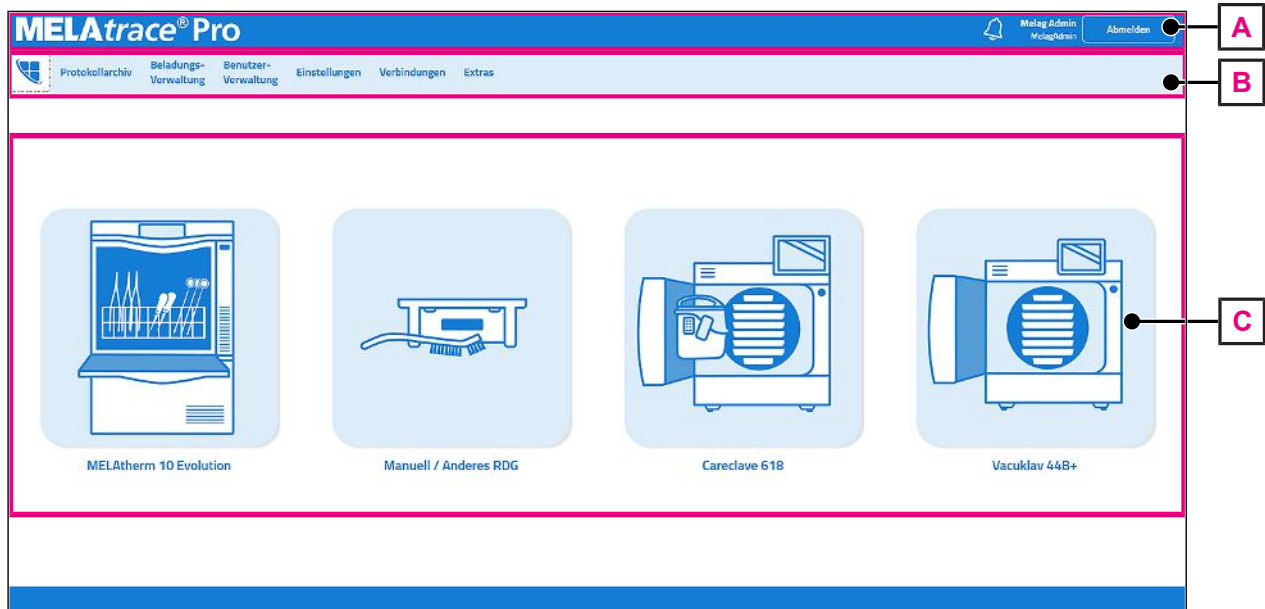 MELAtrace® Pro
Melag Admin
MelagAdmin
Abmelden
A
Protokollarchiv
Beladungs-
Verwaltung
Benutzer-
Verwaltung
Einstellungen
Verbindungen
Extras
B
C
MELAtherm 10 Evolution
Manuell / Anderes RDG
Careclave 618
Vacuklav 44B+